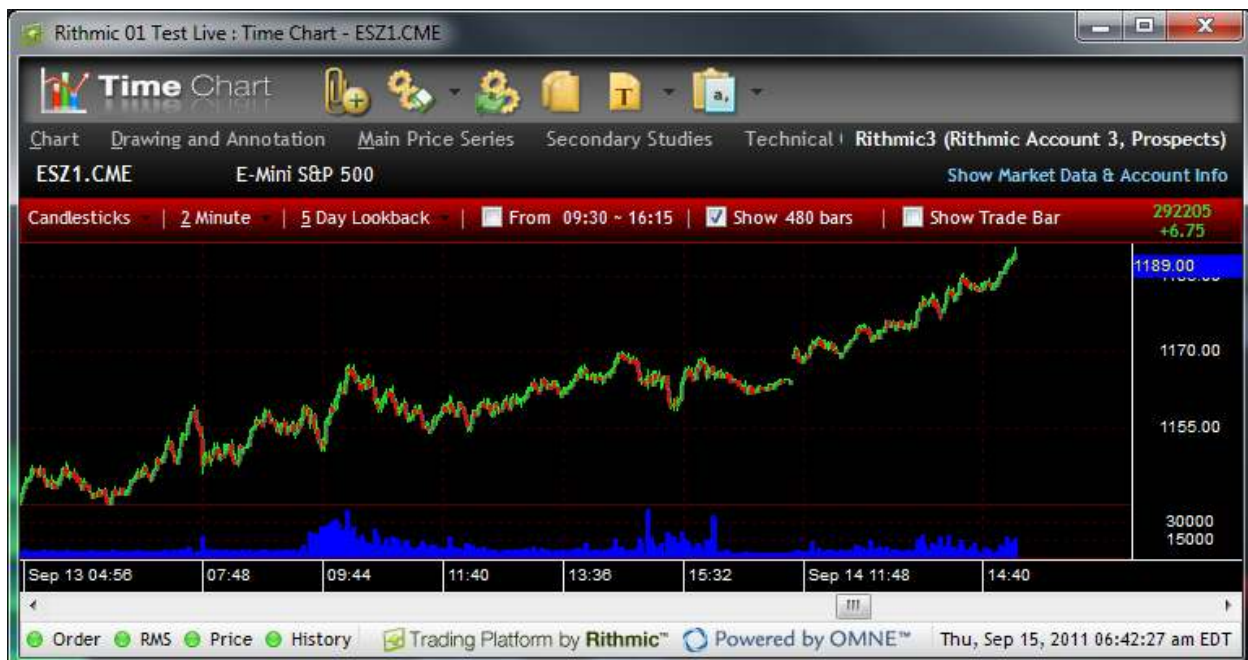 Rithmic 01 Test Live : Time Chart - ESZ1.CME
Time Chart
T
a,
Chart Drawing and Annotation Main Price Series Secondary Studies Technical Rithmic3 (Rithmic Account 3, Prospects)
ESZ1.CME E-Mini S&P 500 Show Market Data & Account Info
Candlesticks | 2 Minute | 5 Day Lookback | From 09:30 ~ 16:15 | Show 480 bars | Show Trade Bar 292205
+6.75
1189.00
1170.00
1155.00
30000
15000
Sep 13 04:56 07:48 09:44 11:40 13:36 15:32 Sep 14 11:48 14:40
Order RMS Price History Trading Platform by Rithmic™ Powered by OMNE™ Thu, Sep 15, 2011 06:42:27 am EDT